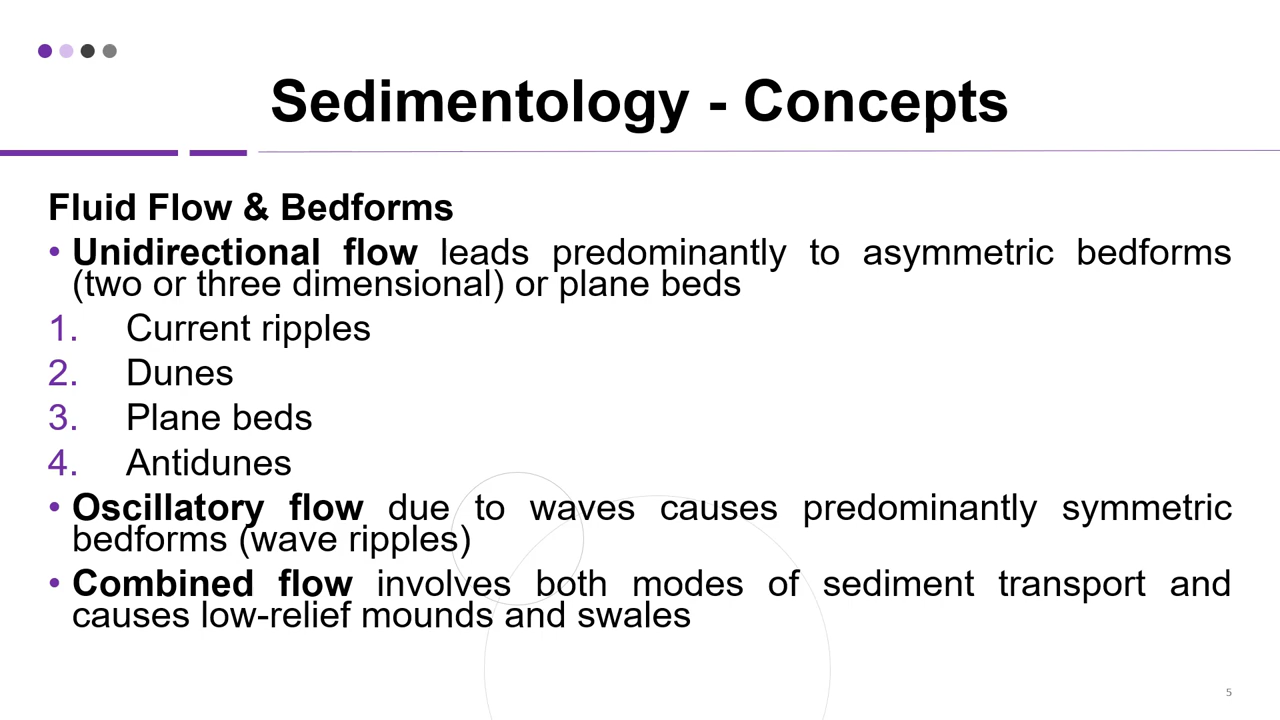 Sedimentology - Concepts
Fluid Flow & Bedforms
• Unidirectional flow leads predominantly to asymmetric bedforms
(two or three dimensional) or plane beds
1. Current ripples
2. Dunes
3. Plane beds
4. Antidunes
• Oscillatory flow due to waves causes predominantly symmetric
bedforms (wave ripples)
• Combined flow involves both modes of sediment transport and
causes low-relief mounds and swales
5